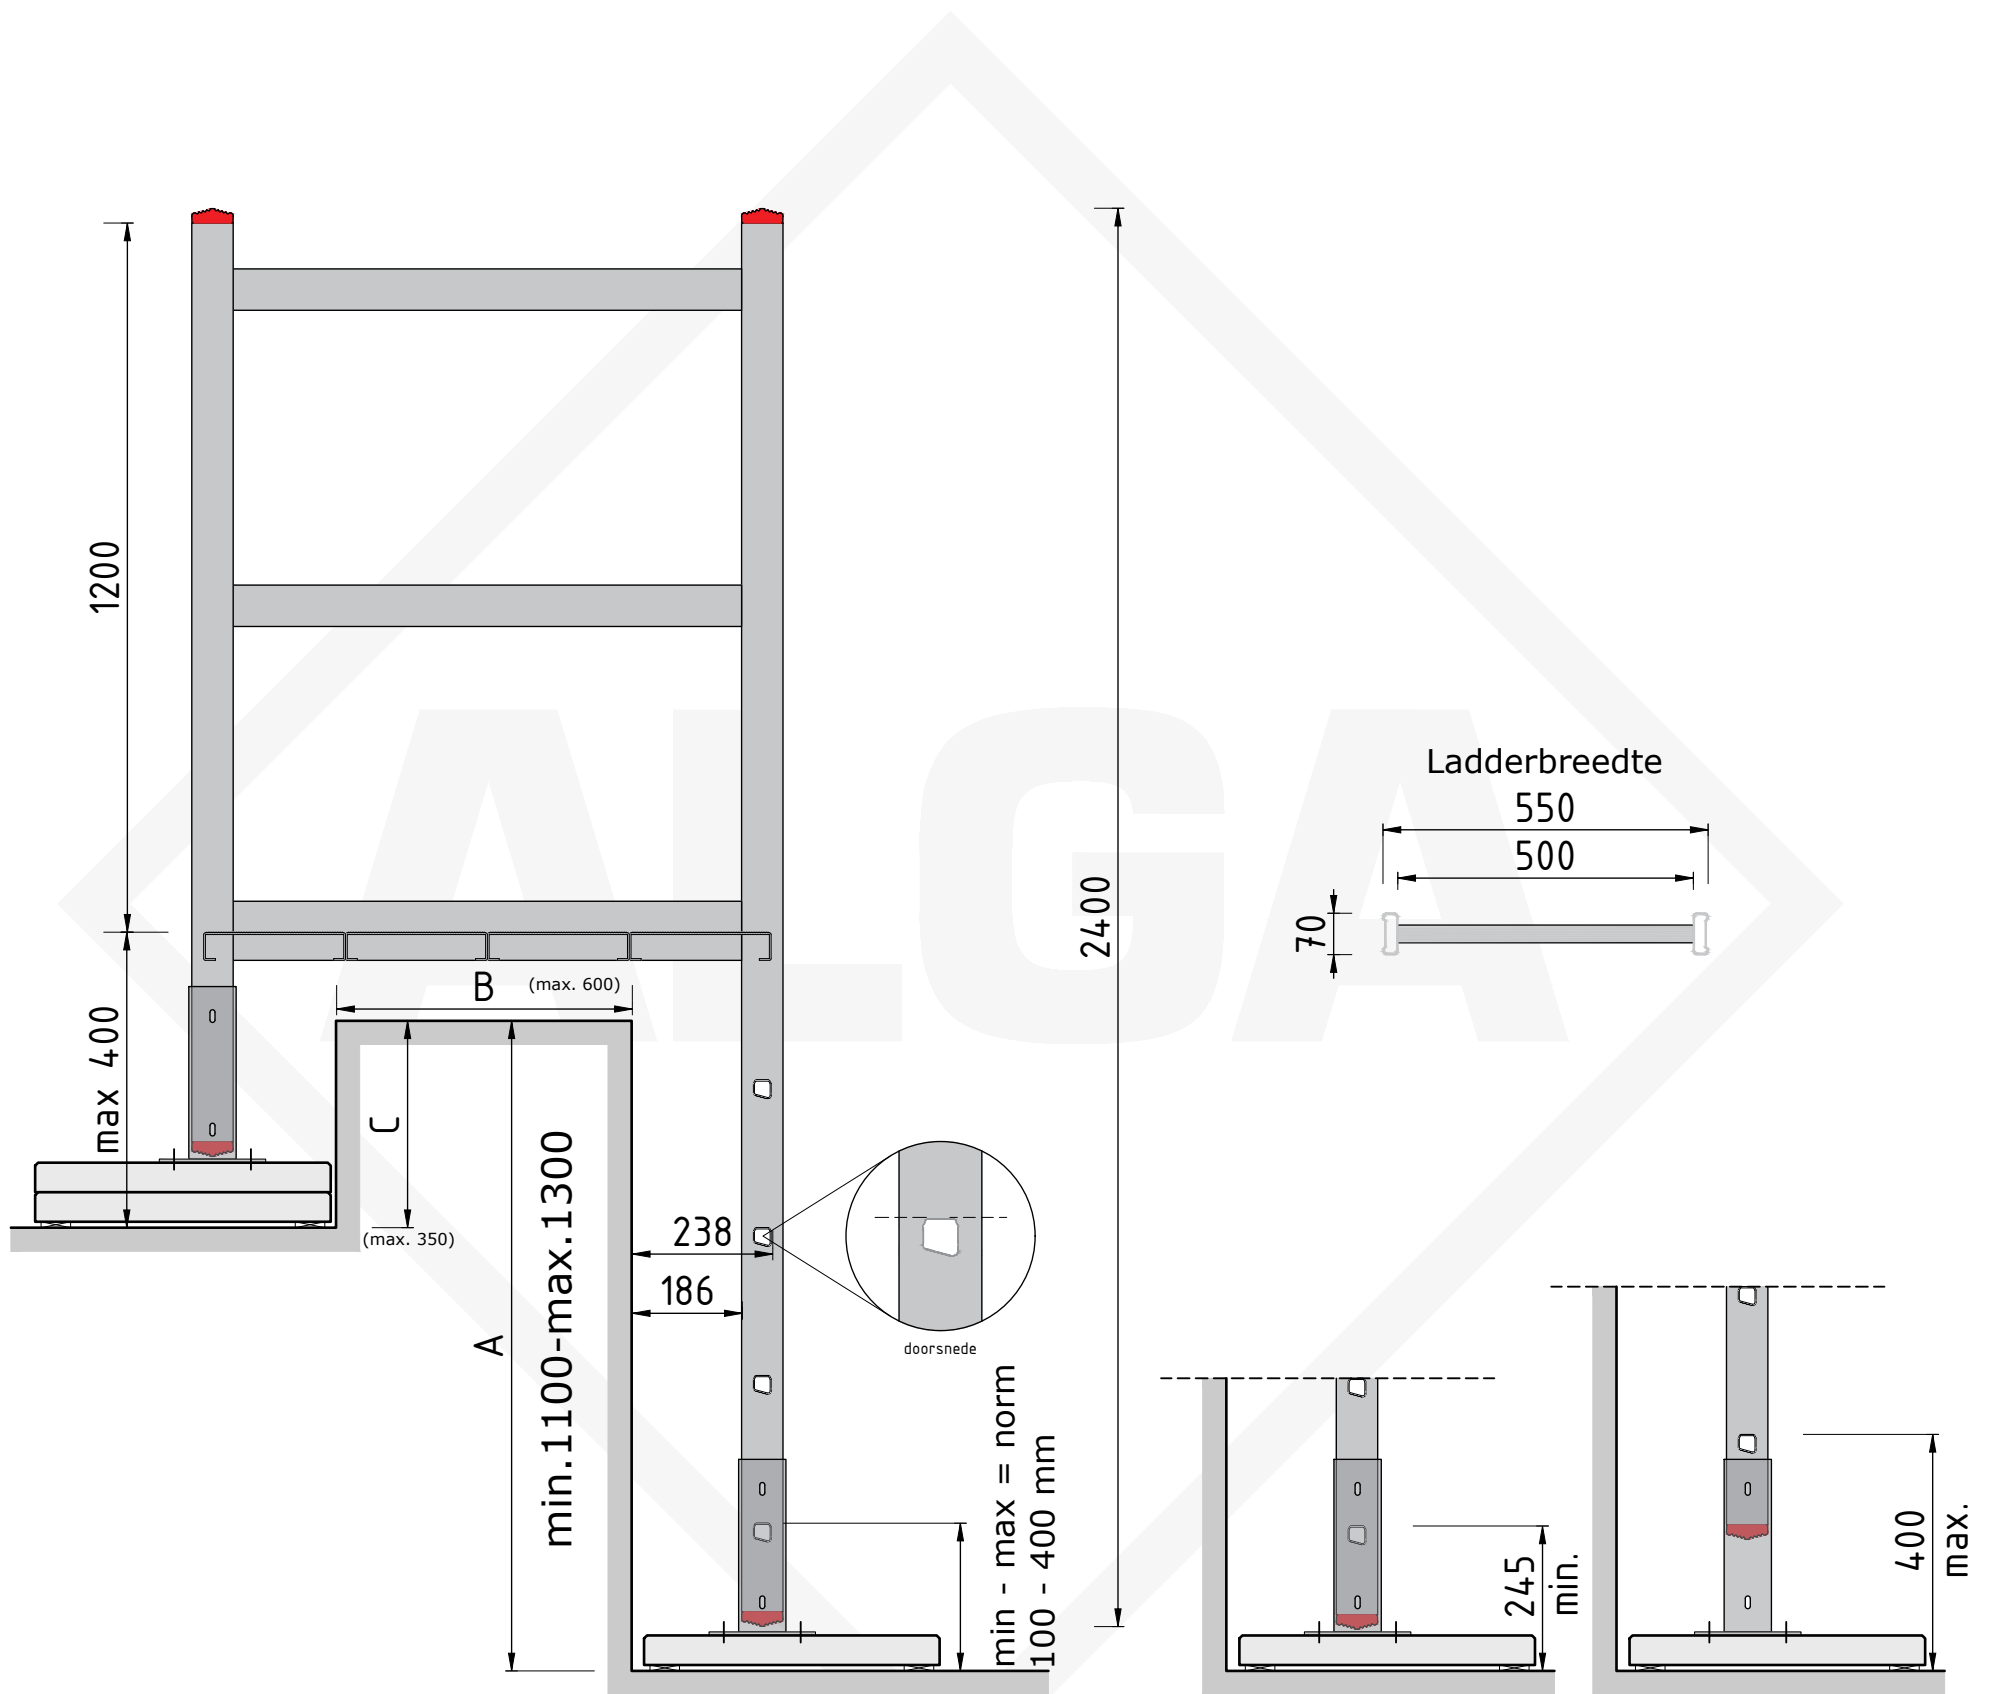 1200
max 400
B
(max. 600)
C
(max. 350)
A
min.1100-max.1300
238
186
doorsnede
min - max = norm
100 - 400 mm
2400
ALGA
Ladderbreedte
550
500
70
245
min.
400
max.